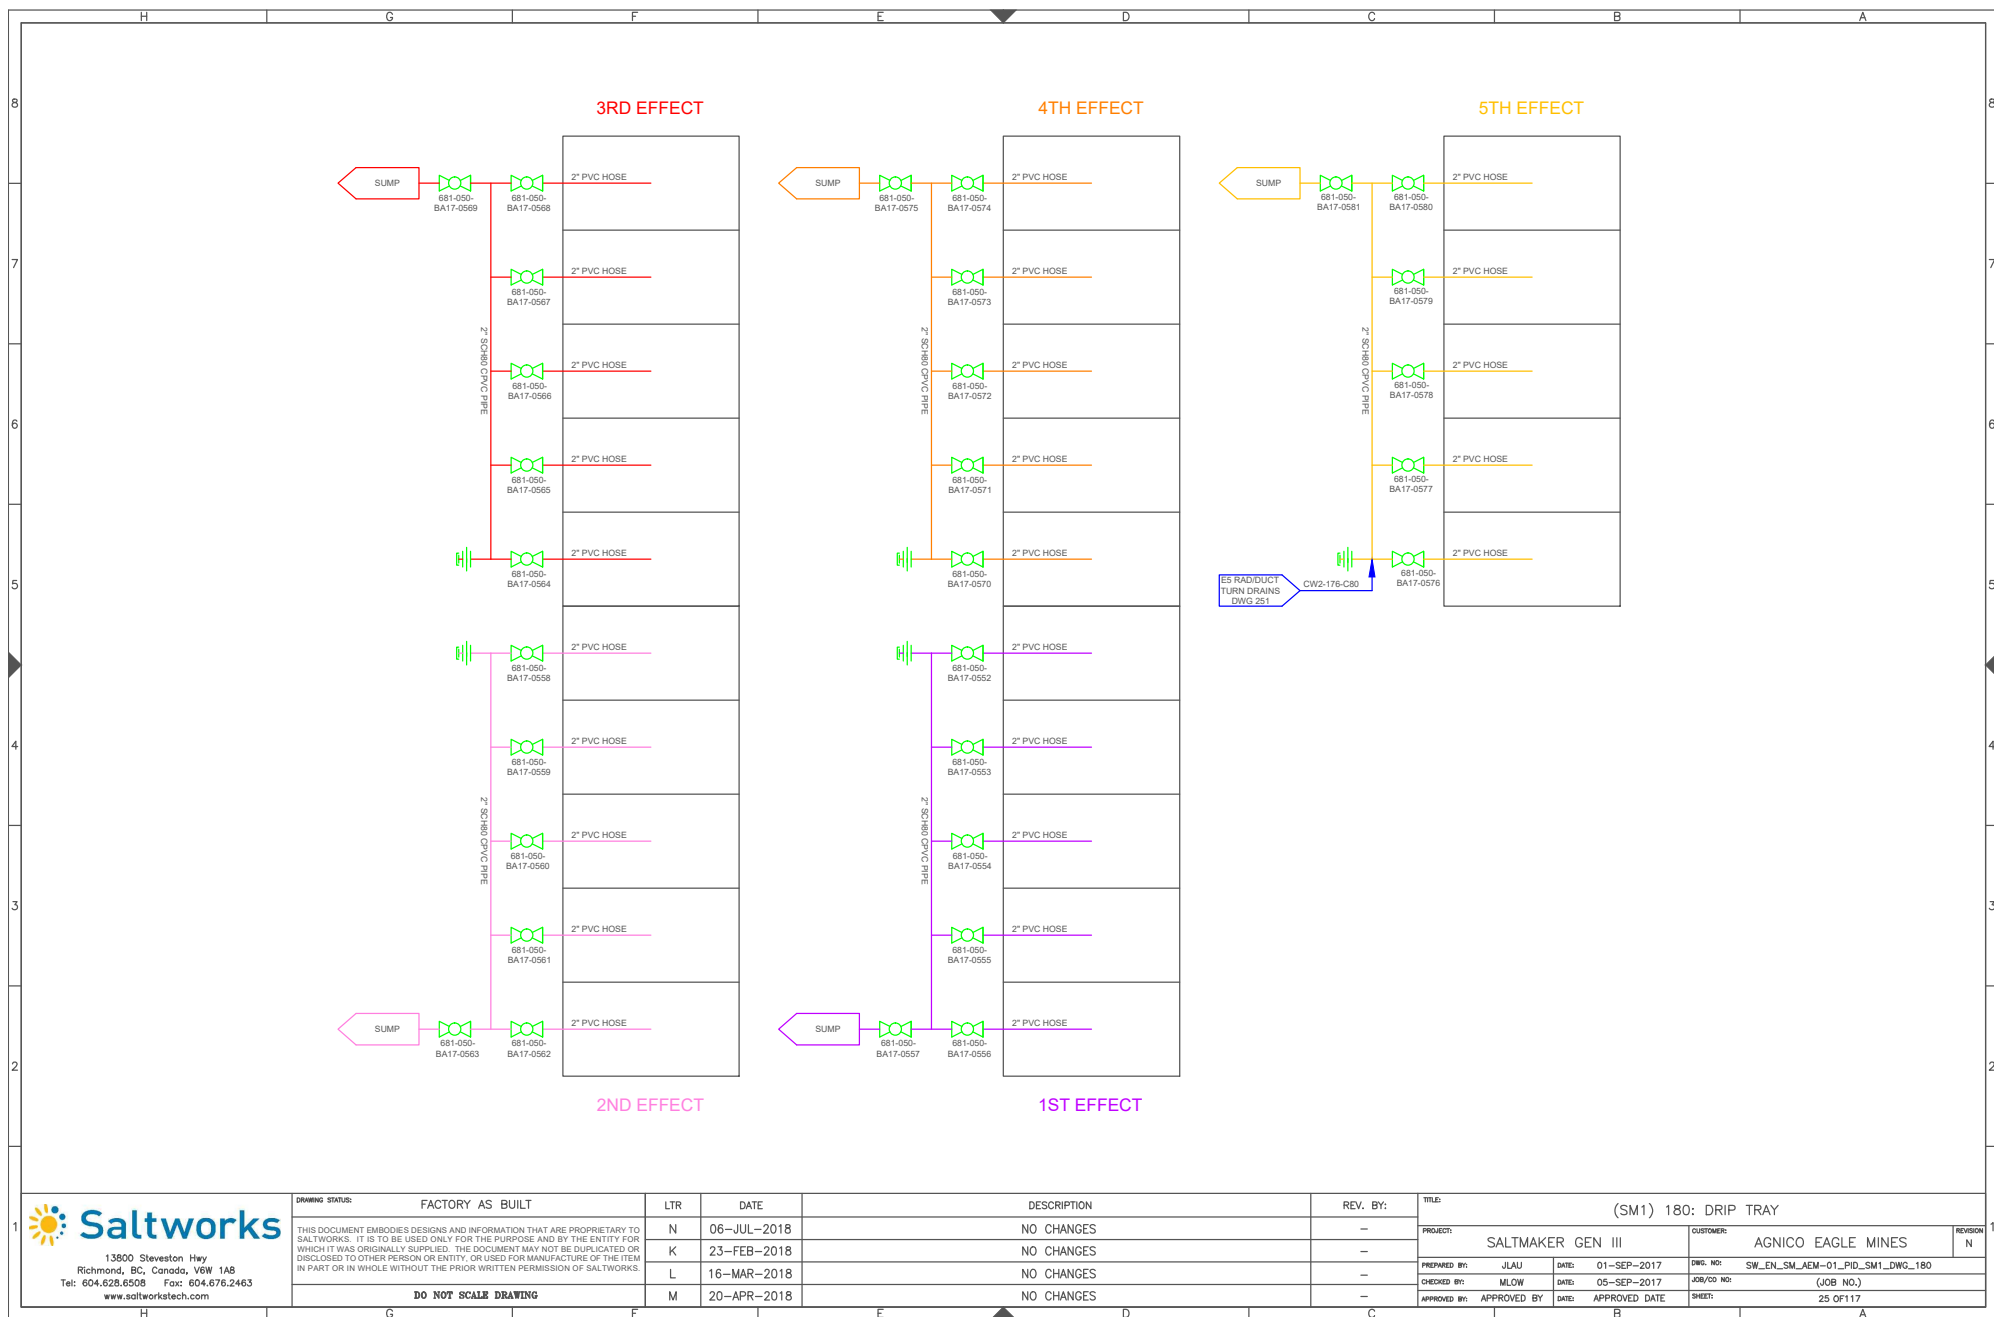 H G F E D C B A
8 8
3RD EFFECT 4TH EFFECT 5TH EFFECT
SUMP
681-050-
BA17-0569
681-050-
BA17-0568
2" PVC HOSE
681-050-
BA17-0567
2" PVC HOSE
681-050-
BA17-0566
2" PVC HOSE
681-050-
BA17-0565
2" PVC HOSE
681-050-
BA17-0564
2" PVC HOSE
2" SCH80 CPVC PIPE
SUMP
681-050-
BA17-0575
681-050-
BA17-0574
2" PVC HOSE
681-050-
BA17-0573
2" PVC HOSE
681-050-
BA17-0572
2" PVC HOSE
681-050-
BA17-0571
2" PVC HOSE
681-050-
BA17-0570
2" PVC HOSE
2" SCH80 CPVC PIPE
SUMP
681-050-
BA17-0581
681-050-
BA17-0580
2" PVC HOSE
681-050-
BA17-0579
2" PVC HOSE
681-050-
BA17-0578
2" PVC HOSE
681-050-
BA17-0577
2" PVC HOSE
681-050-
BA17-0576
2" PVC HOSE
2" SCH80 CPVC PIPE
E5 RAD/DUCT
TURN DRAINS
DWG 251
CW2-176-C80
7 7
6 6
5 5
681-050-
BA17-0558
2" PVC HOSE
681-050-
BA17-0559
2" PVC HOSE
681-050-
BA17-0560
2" PVC HOSE
681-050-
BA17-0561
2" PVC HOSE
SUMP
681-050-
BA17-0563
681-050-
BA17-0562
2" PVC HOSE
2" SCH80 CPVC PIPE
681-050-
BA17-0552
2" PVC HOSE
681-050-
BA17-0553
2" PVC HOSE
681-050-
BA17-0554
2" PVC HOSE
681-050-
BA17-0555
2" PVC HOSE
SUMP
681-050-
BA17-0557
681-050-
BA17-0556
2" PVC HOSE
2" SCH80 CPVC PIPE
4 4
3 3
2 2
2ND EFFECT 1ST EFFECT
1 1
Saltworks
13800 Steveston Hwy
Richmond, BC, Canada, V6W 1A8
Tel: 604.628.6508 Fax: 604.676.2463
www.saltworkstech.com
DRAWING STATUS: FACTORY AS BUILT
THIS DOCUMENT EMBODIES DESIGNS AND INFORMATION THAT ARE PROPRIETARY TO
SALTWORKS. IT IS TO BE USED ONLY FOR THE PURPOSE AND BY THE ENTITY FOR
WHICH IT WAS ORIGINALLY SUPPLIED. THE DOCUMENT MAY NOT BE DUPLICATED OR
DISCLOSED TO OTHER PERSON OR ENTITY, OR USED FOR MANUFACTURE OF THE ITEM
IN PART OR IN WHOLE WITHOUT THE PRIOR WRITTEN PERMISSION OF SALTWORKS.
DO NOT SCALE DRAWING
LTR DATE DESCRIPTION REV. BY:
N 06-JUL-2018 NO CHANGES -
K 23-FEB-2018 NO CHANGES -
L 16-MAR-2018 NO CHANGES -
M 20-APR-2018 NO CHANGES -
TITLE: (SM1) 180: DRIP TRAY
PROJECT: SALTMAKER GEN III CUSTOMER: AGNICO EAGLE MINES REVISION N
PREPARED BY: JLAU DATE: 01-SEP-2017 DWG. NO: SW_EN_SM_AEM-01_PID_SM1_DWG_180
CHECKED BY: MLOW DATE: 05-SEP-2017 JOB/CO NO: (JOB NO.)
APPROVED BY: APPROVED BY DATE: APPROVED DATE SHEET: 25 OF117
H G F E D C B A